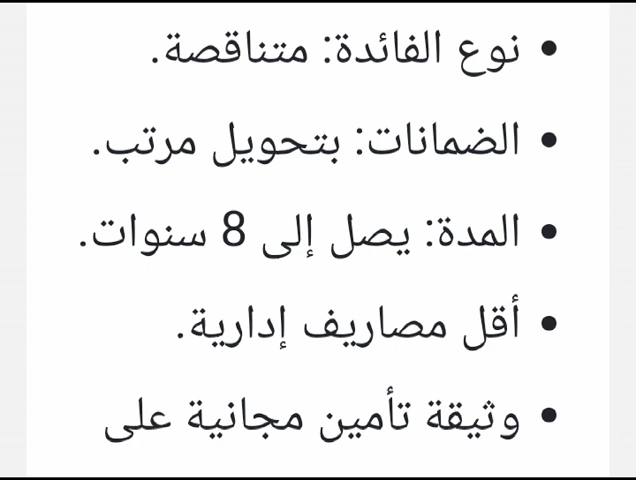 • نوع الفائدة: متناقصة.
• الضمانات: بتحويل مرتب.
• المدة: يصل إلى 8 سنوات.
• أقل مصاريف إدارية.
• وثيقة تأمين مجانية على